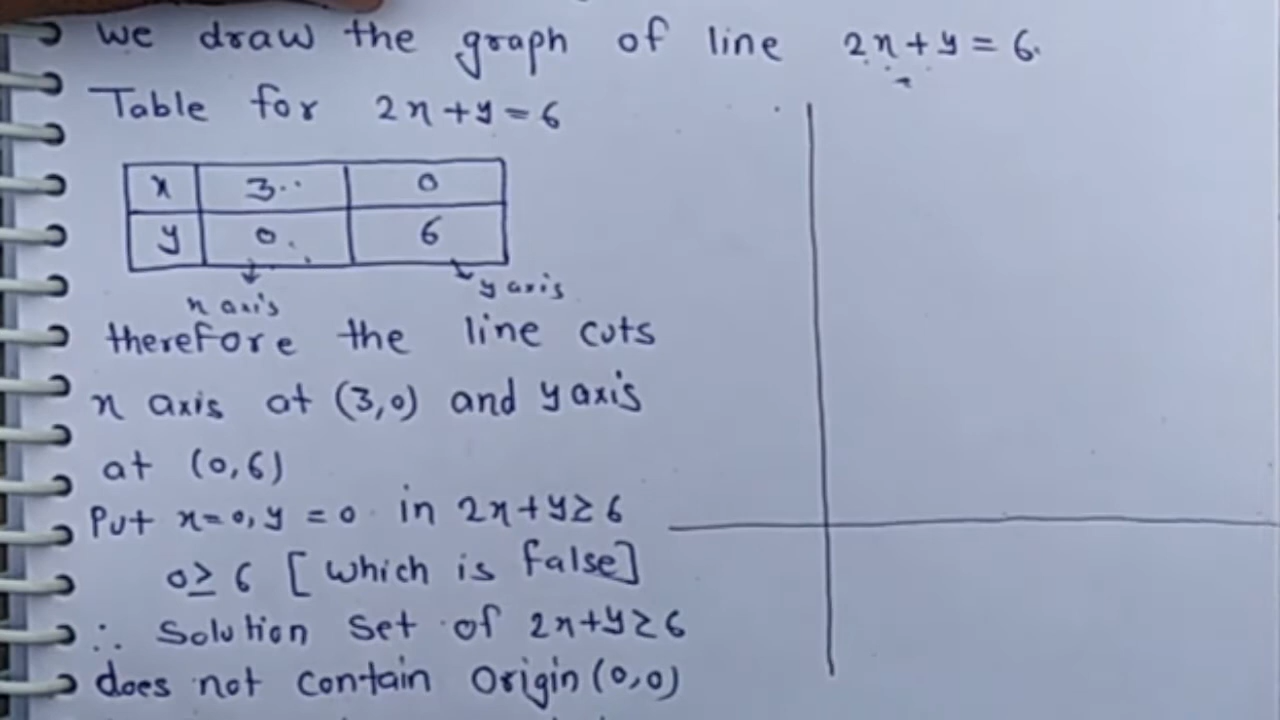 we draw the graph of line 2x+y=6.
Table for 2x+y=6
x 3 0
y 0 6
x axis y axis
therefore the line cuts
x axis at (3,0) and y axis
at (0,6)
Put x=0, y=0 in 2x+y≥6
0≥6 [which is false]
∴ Solution set of 2x+y≥6
does not contain origin (0,0)